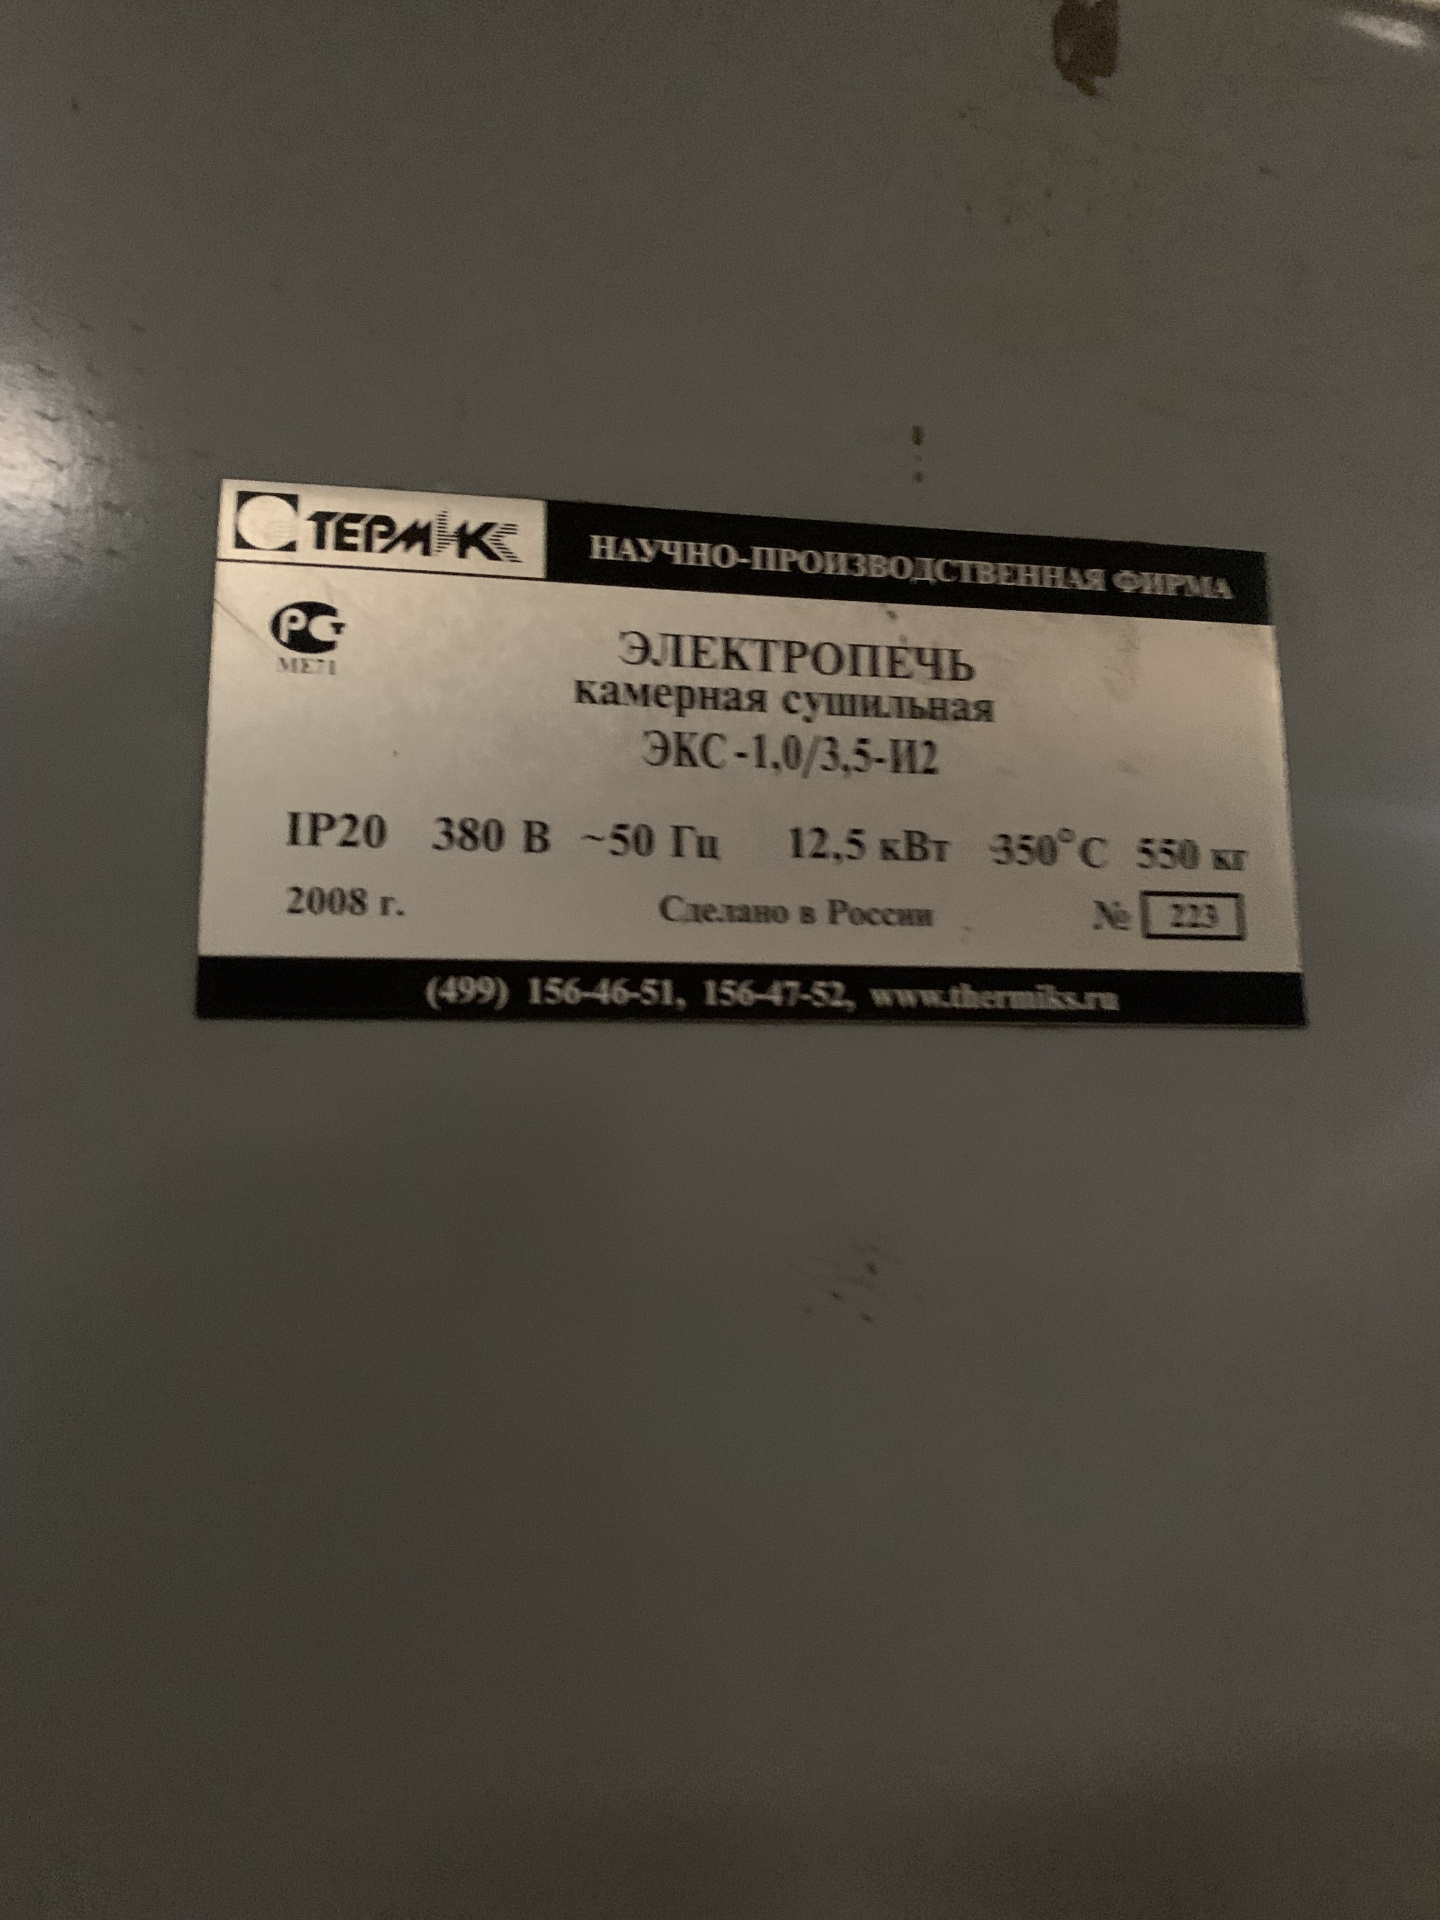 ТЕРМИКС НАУЧНО-ПРОИЗВОДСТВЕННАЯ ФИРМА
РСТ
МЕ71
ЭЛЕКТРОПЕЧЬ
камерная сушильная
ЭКС-1,0/3,5-И2
IP20 380 В ~50 Гц 12,5 кВт 350°С 550 кг
2008 г. Сделано в России № 223
(499) 156-46-51, 156-47-52, www.thermiks.ru